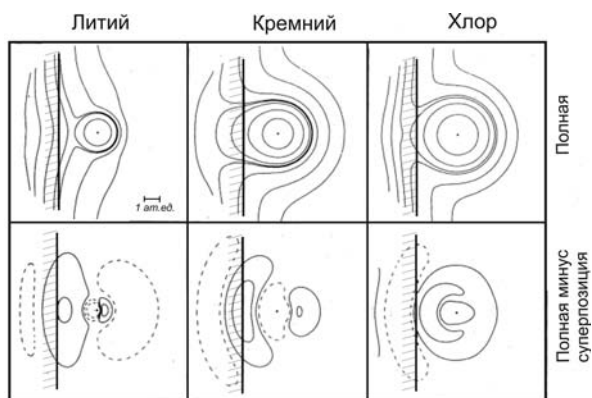 Литий
Кремний
Хлор
Полная
1 ат.ед.
Полная минус
суперпозиция